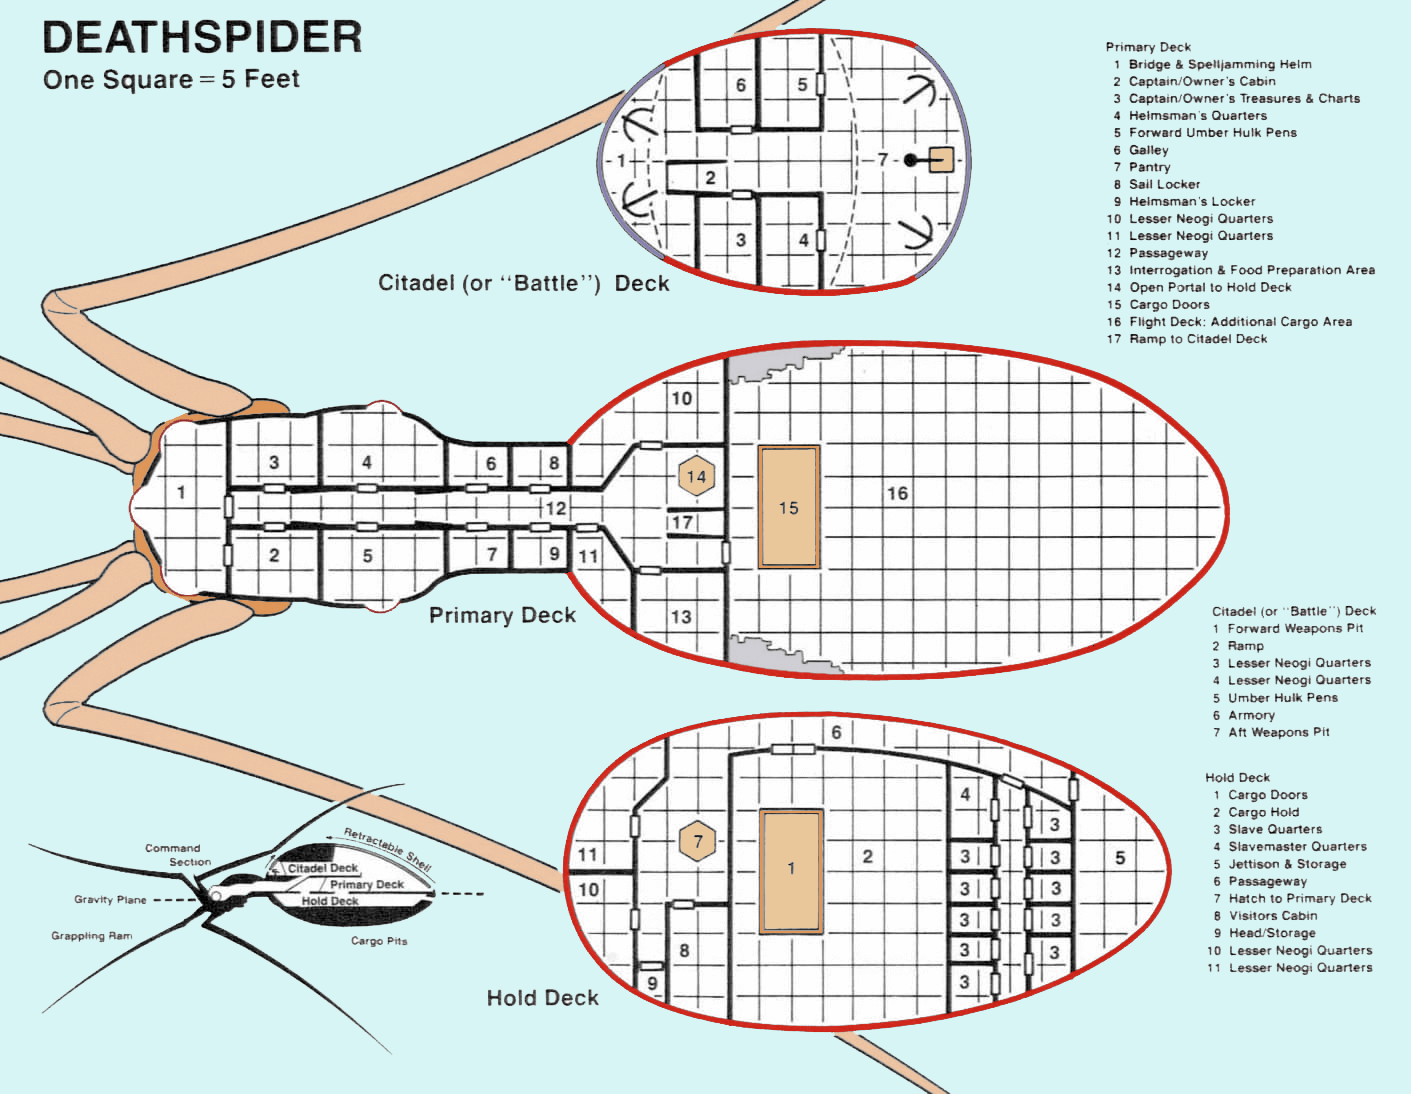 DEATHSPIDER
One Square = 5 Feet
6
5
1
7
2
3
4
Citadel (or "Battle") Deck
Primary Deck
1 Bridge & Spelljamming Helm
2 Captain/Owner's Cabin
3 Captain/Owner's Treasures & Charts
4 Helmsman's Quarters
5 Forward Umber Hulk Pens
6 Galley
7 Pantry
8 Sail Locker
9 Helmsman's Locker
10 Lesser Neogi Quarters
11 Lesser Neogi Quarters
12 Passageway
13 Interrogation & Food Preparation Area
14 Open Portal to Hold Deck
15 Cargo Doors
16 Flight Deck; Additional Cargo Area
17 Ramp to Citadel Deck
10
3
4
6
8
14
1
16
12
15
17
2
5
7
9
11
13
Primary Deck
Citadel (or "Battle") Deck
1 Forward Weapons Pit
2 Ramp
3 Lesser Neogi Quarters
4 Lesser Neogi Quarters
5 Umber Hulk Pens
6 Armory
7 Aft Weapons Pit
6
4
3
7
11
2
3
3
5
1
10
3
3
3
3
8
3
3
9
3
Hold Deck
Hold Deck
1 Cargo Doors
2 Cargo Hold
3 Slave Quarters
4 Slavemaster Quarters
5 Jettison & Storage
6 Passageway
7 Hatch to Primary Deck
8 Visitors Cabin
9 Head/Storage
10 Lesser Neogi Quarters
11 Lesser Neogi Quarters
Retractable Shell
Command
Section
Citadel Deck
Primary Deck
Gravity Plane
Hold Deck
Grappling Ram
Cargo Pits